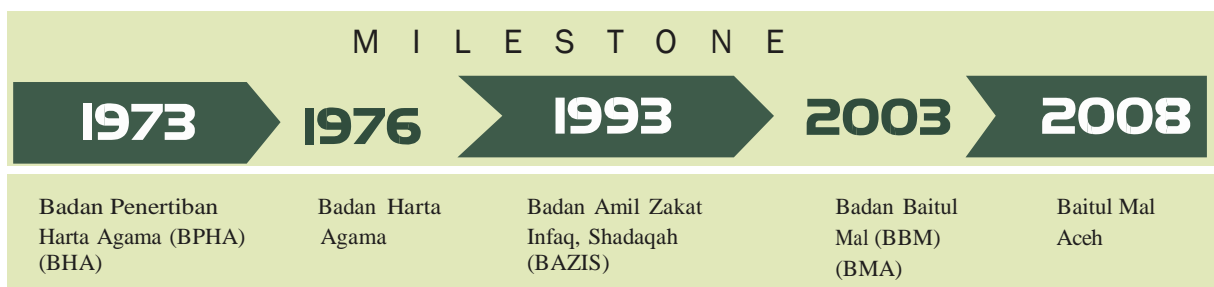 MILESTONE
1973
1976
1993
2003
2008
Badan Penertiban
Harta Agama (BPHA)
(BHA)
Badan Harta
Agama
Badan Amil Zakat
Infaq, Shadaqah
(BAZIS)
Badan Baitul
Mal (BBM)
(BMA)
Baitul Mal
Aceh